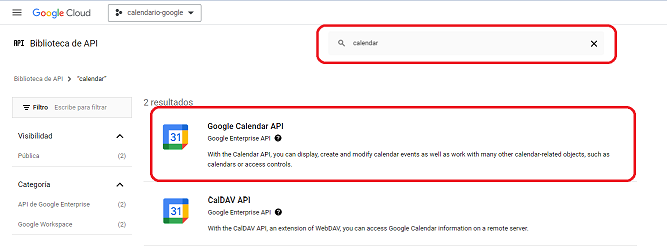 Google Cloud
calendario-google
API Biblioteca de API
calendar
Biblioteca de API > "calendar"
Filtro Escribe para filtrar
2 resultados
Visibilidad
Pública (2)
Categoría
API de Google Enterprise (2)
Google Workspace (2)
31
Google Calendar API
Google Enterprise API
With the Calendar API, you can display, create and modify calendar events as well as work with many other calendar-related objects, such as
calendars or access controls.
31
CalDAV API
Google Enterprise API
With the CalDAV API, an extension of WebDAV, you can access Google Calendar information on a remote server.